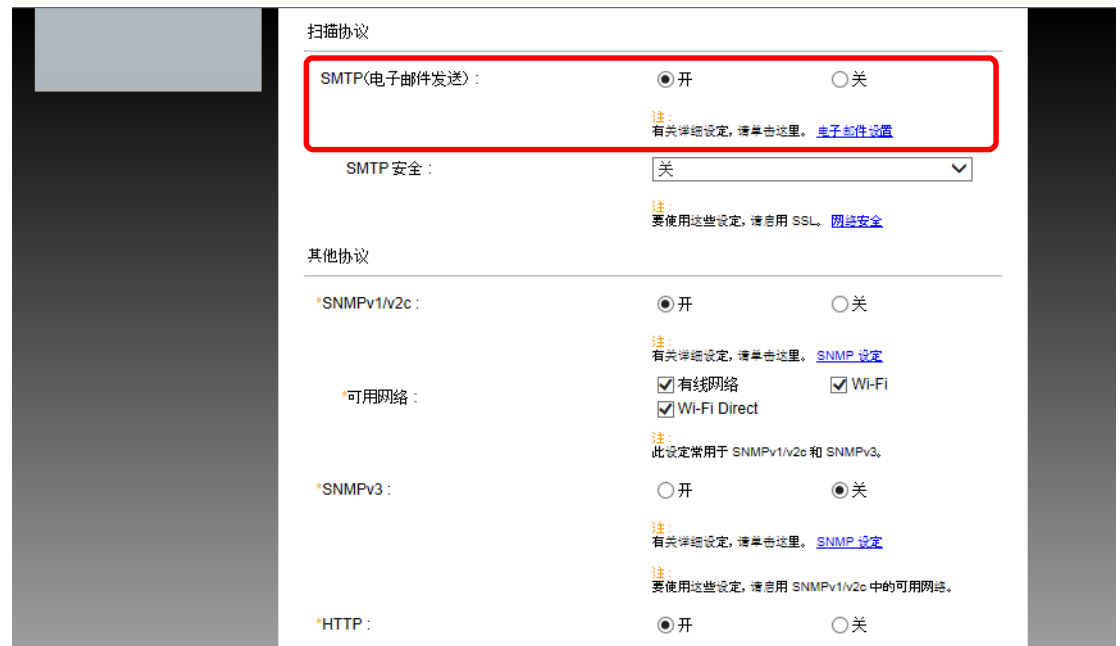 扫描协议
SMTP(电子邮件发送) : 开 关
注 :
有关详细设定, 请单击这里。 电子邮件设置
SMTP 安全 : 关
注 :
要使用这些设定, 请启用 SSL。 网络安全
其他协议
*SNMPv1/v2c : 开 关
注 :
有关详细设定, 请单击这里。 SNMP 设定
*可用网络 : 有线网络 Wi-Fi
Wi-Fi Direct
注 :
此设定常用于 SNMPv1/v2c 和 SNMPv3。
*SNMPv3 : 开 关
注 :
有关详细设定, 请单击这里。 SNMP 设定
注 :
要使用这些设定, 请启用 SNMPv1/v2c 中的可用网络。
*HTTP : 开 关